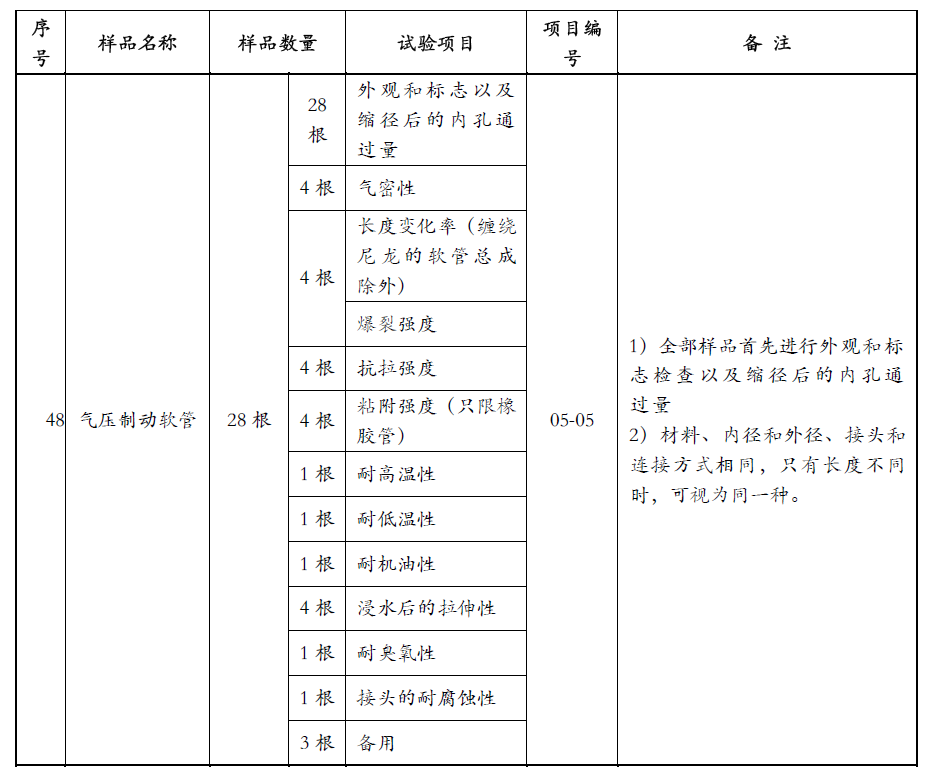 序号
样品名称
样品数量
试验项目
项目编号
备 注
48
气压制动软管
28 根
28
根
外观和标志以及
缩径后的内孔通
过量
4 根
气密性
4 根
长度变化率（缠绕
尼龙的软管总成
除外）
爆裂强度
4 根
抗拉强度
4 根
粘附强度（只限橡
胶管）
1 根
耐高温性
1 根
耐低温性
1 根
耐机油性
4 根
浸水后的拉伸性
1 根
耐臭氧性
1 根
接头的耐腐蚀性
3 根
备用
05-05
1）全部样品首先进行外观和标
志检查以及缩径后的内孔通
过量
2）材料、内径和外径、接头和
连接方式相同，只有长度不同
时，可视为同一种。